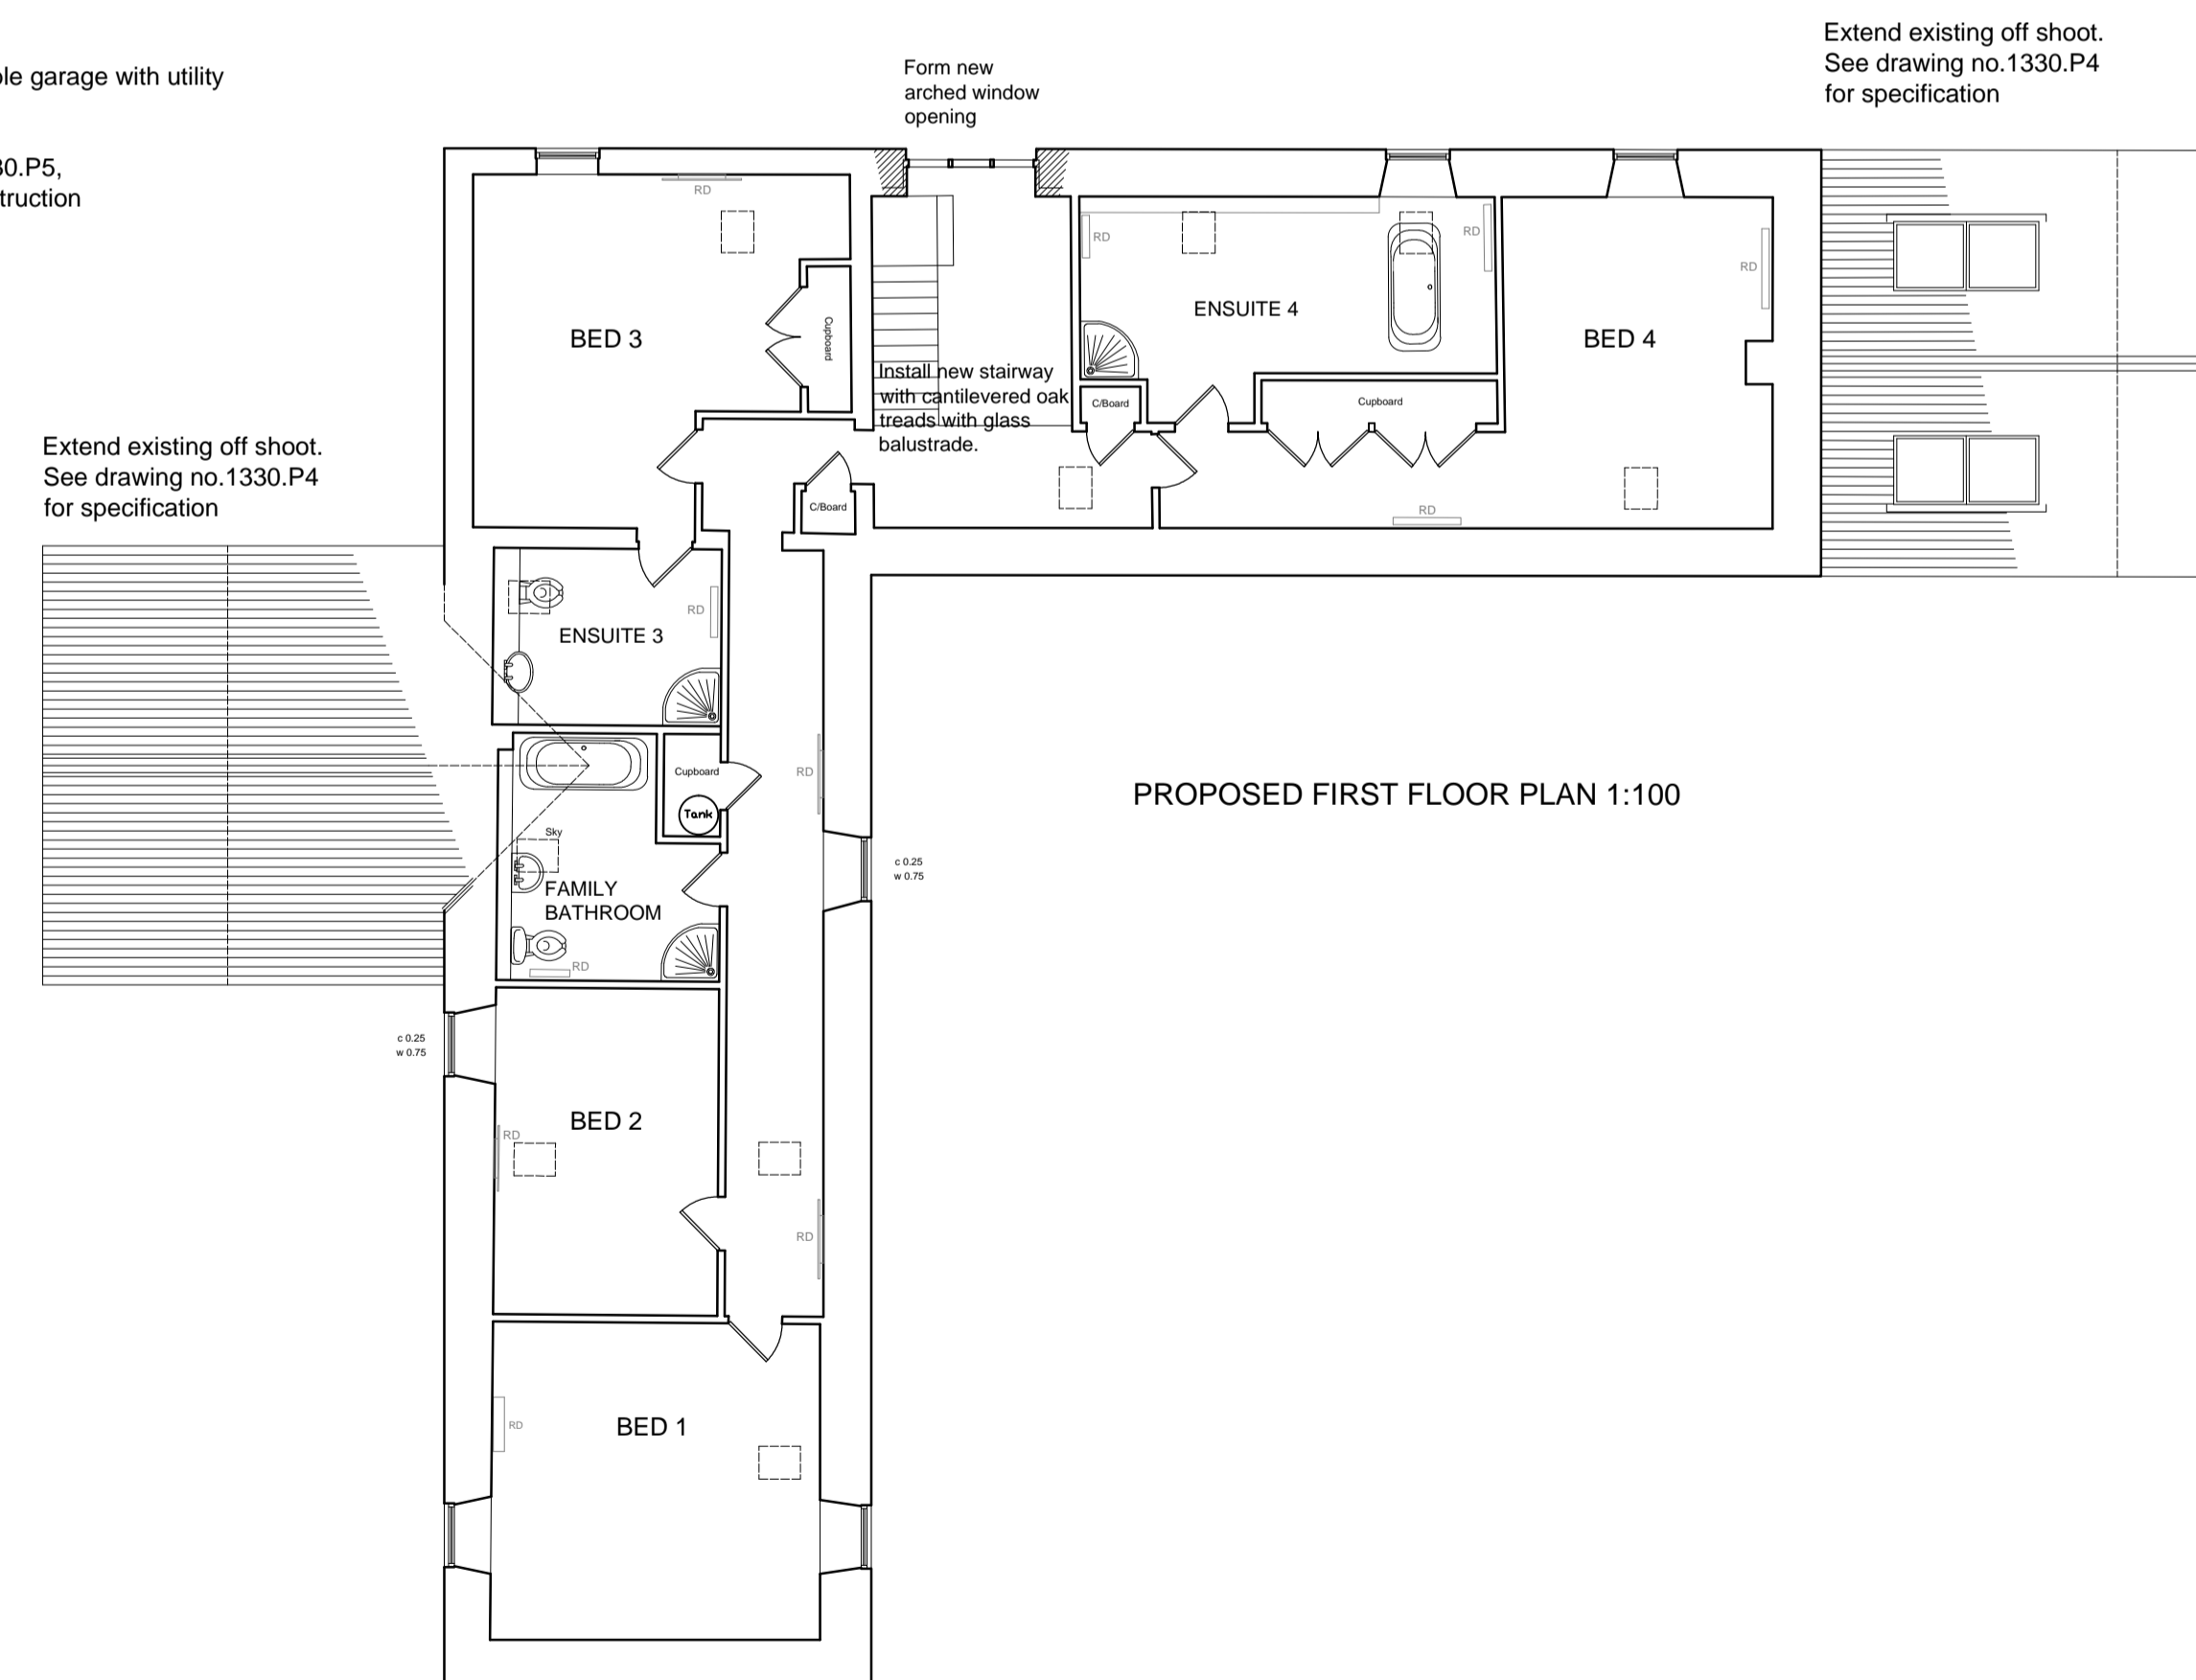 ole garage with utility
30.P5,
truction
Form new
arched window
opening
Extend existing off shoot.
See drawing no.1330.P4
for specification
RD
BED 3
Cupboard
Install new stairway
with cantilevered oak
treads with glass
balustrade.
RD
ENSUITE 4
RD
C/Board
Cupboard
RD
BED 4
RD
C/Board
Extend existing off shoot.
See drawing no.1330.P4
for specification
RD
ENSUITE 3
Cupboard
Tank
RD
PROPOSED FIRST FLOOR PLAN 1:100
Sky
FAMILY
BATHROOM
RD
c 0.25
w 0.75
c 0.25
w 0.75
BED 2
RD
RD
BED 1
RD